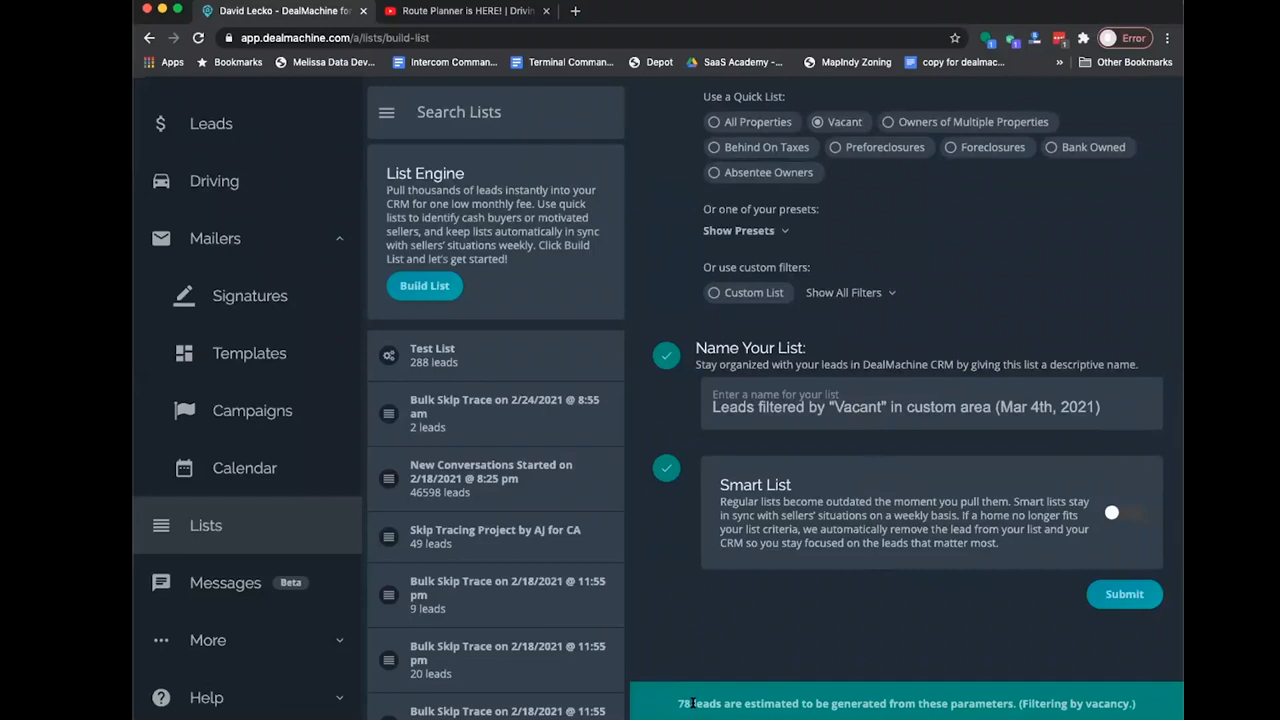 David Lecko - DealMachine for
Route Planner is HERE! | Drivin
app.dealmachine.com/a/lists/build-list
Error
Apps
Bookmarks
Melissa Data Dev...
Intercom Comman...
Terminal Comman...
Depot
SaaS Academy -...
MapIndy Zoning
copy for dealmac...
Other Bookmarks
Leads
Driving
Mailers
Signatures
Templates
Campaigns
Calendar
Lists
Messages Beta
More
Help
Search Lists
List Engine
Pull thousands of leads instantly into your
CRM for one low monthly fee. Use quick
lists to identify cash buyers or motivated
sellers, and keep lists automatically in sync
with sellers' situations weekly. Click Build
List and let's get started!
Build List
Test List
288 leads
Bulk Skip Trace on 2/24/2021 @ 8:55
am
2 leads
New Conversations Started on
2/18/2021 @ 8:25 pm
46598 leads
Skip Tracing Project by AJ for CA
49 leads
Bulk Skip Trace on 2/18/2021 @ 11:55
pm
9 leads
Bulk Skip Trace on 2/18/2021 @ 11:55
pm
20 leads
Bulk Skip Trace on 2/18/2021 @ 11:55
Use a Quick List:
All Properties
Vacant
Owners of Multiple Properties
Behind On Taxes
Preforeclosures
Foreclosures
Bank Owned
Absentee Owners
Or one of your presets:
Show Presets
Or use custom filters:
Custom List
Show All Filters
Name Your List:
Stay organized with your leads in DealMachine CRM by giving this list a descriptive name.
Enter a name for your list
Leads filtered by “Vacant” in custom area (Mar 4th, 2021)
Smart List
Regular lists become outdated the moment you pull them. Smart lists stay
in sync with sellers' situations on a weekly basis. If a home no longer fits
your list criteria, we automatically remove the lead from your list and your
CRM so you stay focused on the leads that matter most.
Submit
78 leads are estimated to be generated from these parameters. (Filtering by vacancy.)